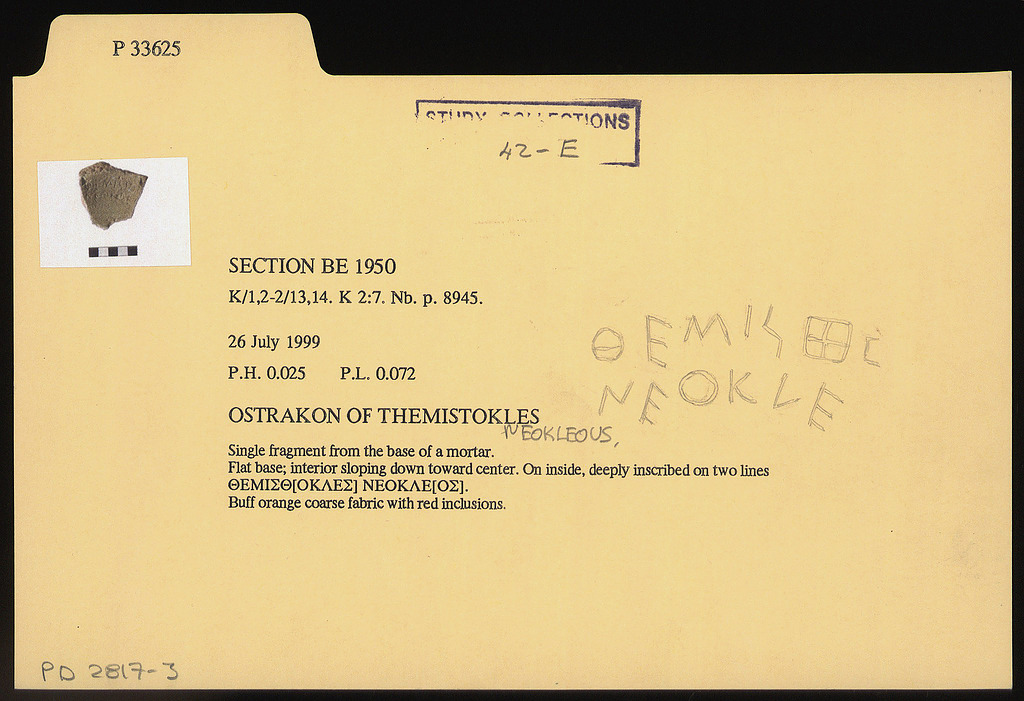 P 33625
STUDY COLLECTIONS
42-E
SECTION BE 1950
K/1,2-2/13,14. K 2:7. Nb. p. 8945.
26 July 1999
P.H. 0.025 P.L. 0.072
ΘΕΜΙΣ
ΝΕΟΚΛΕ
OSTRAKON OF THEMISTOKLES
NEOKLEOUS,
Single fragment from the base of a mortar.
Flat base; interior sloping down toward center. On inside, deeply inscribed on two lines
ΘΕΜΙΣΘ[ΟΚΛΕΣ] ΝΕΟΚΛΕ[ΟΣ].
Buff orange coarse fabric with red inclusions.
PD 2817-3